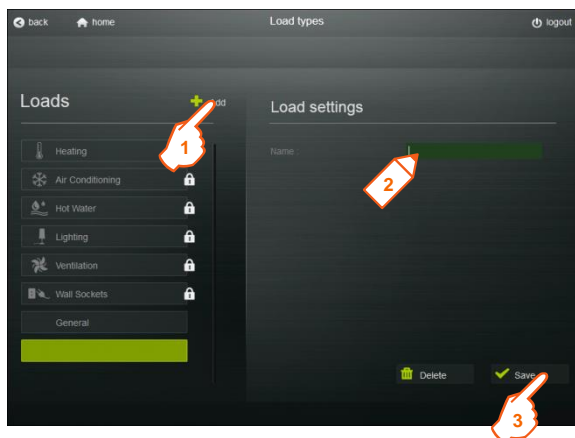 back home Load types logout
Loads
dd
Load settings
1
Heating
Name
2
Air Conditioning
Hot Water
Lighting
Ventilation
Wall Sockets
General
Delete
Save
3